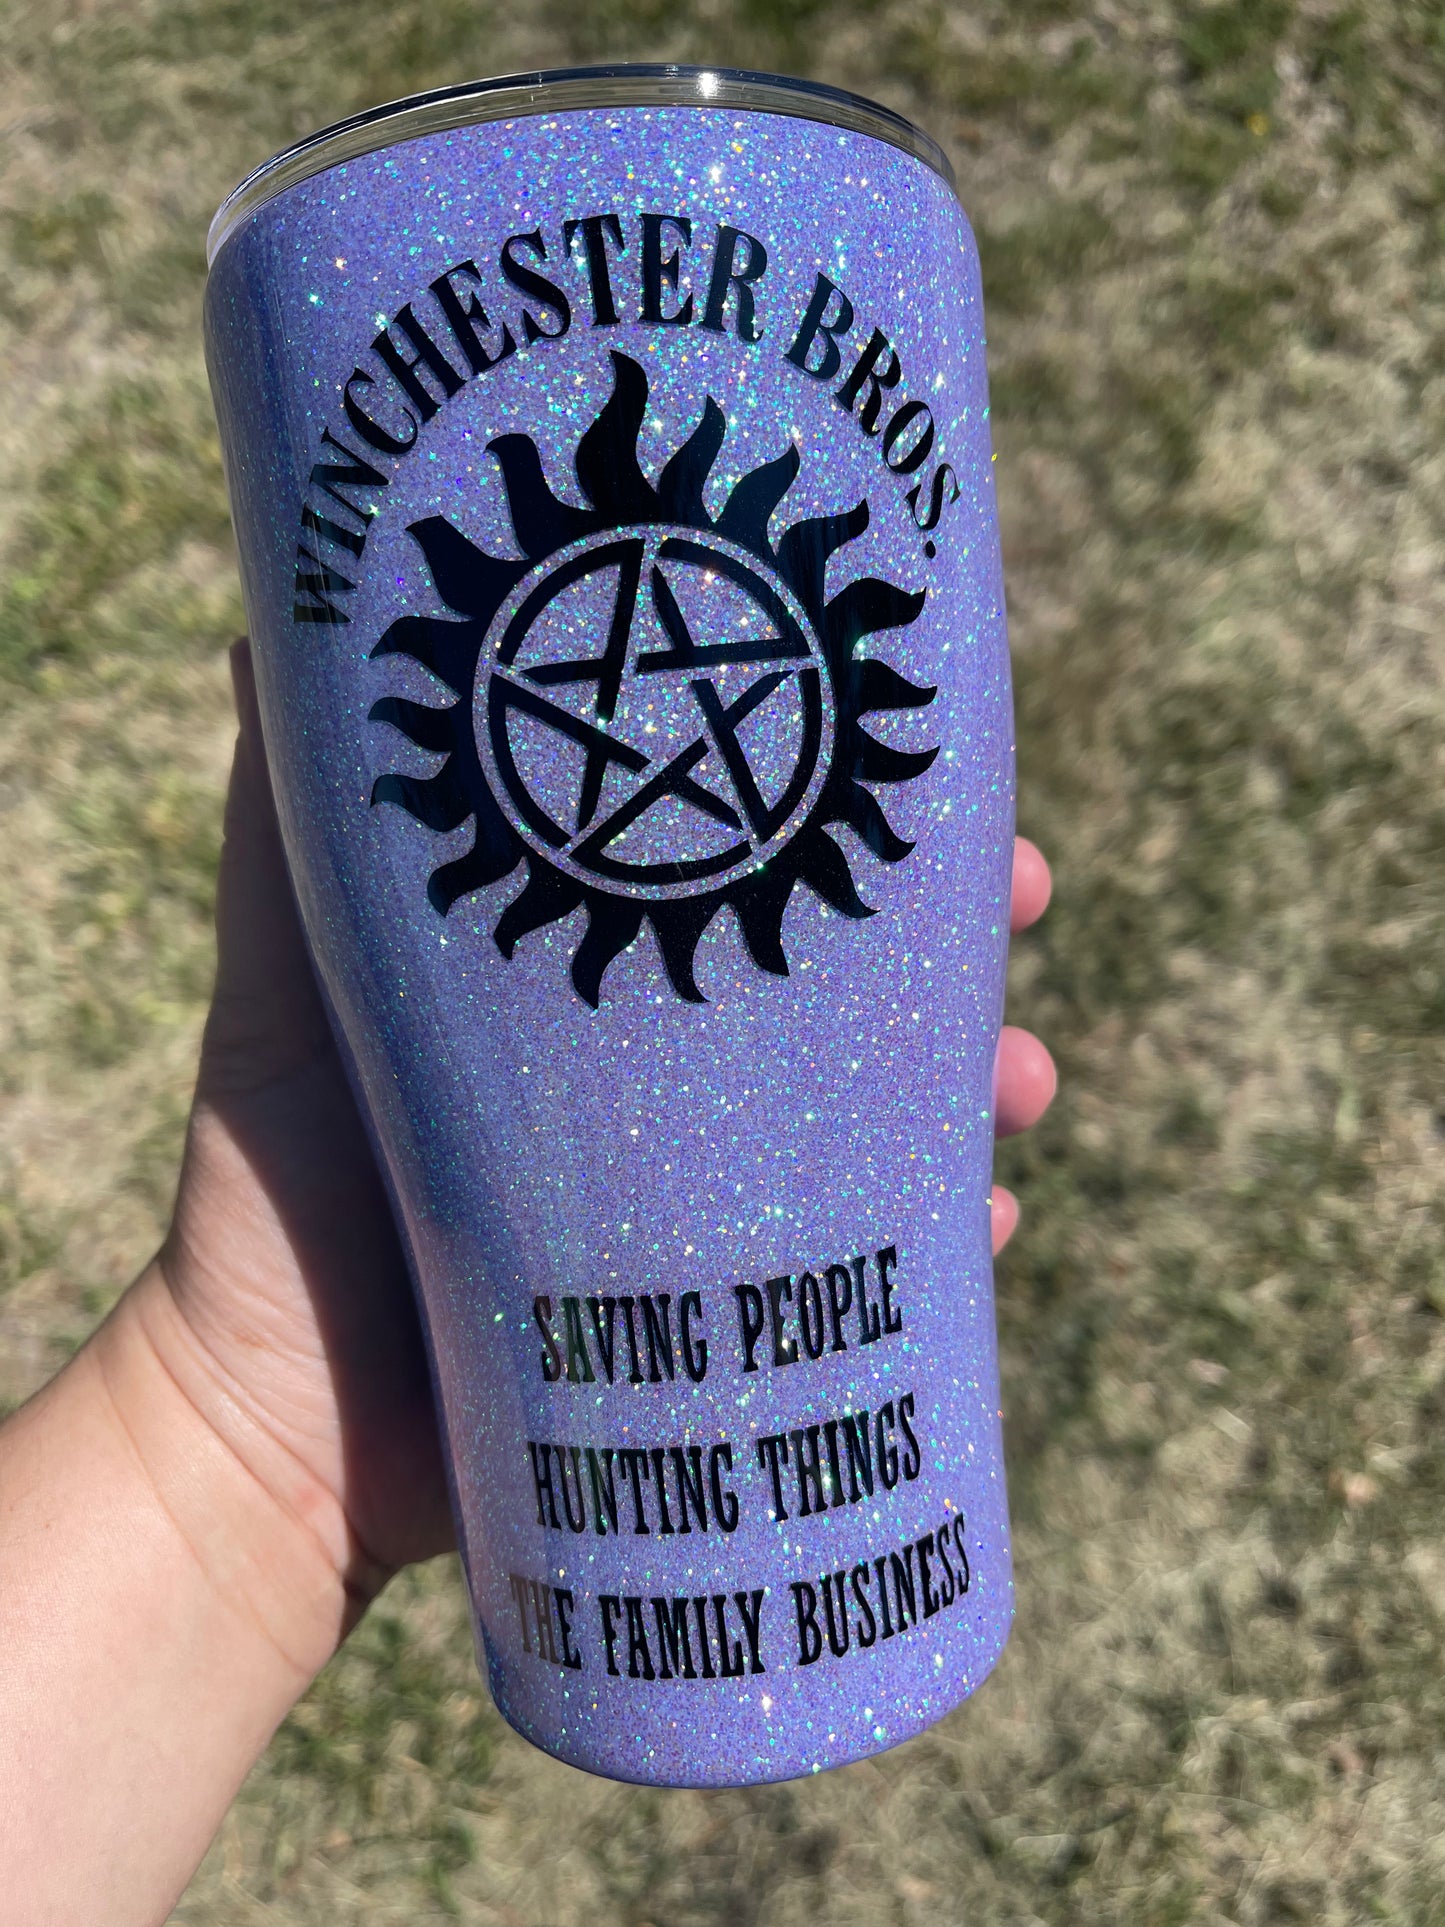 WINCHESTER BROS.
SAVING PEOPLE
HUNTING THINGS
THE FAMILY BUSINESS